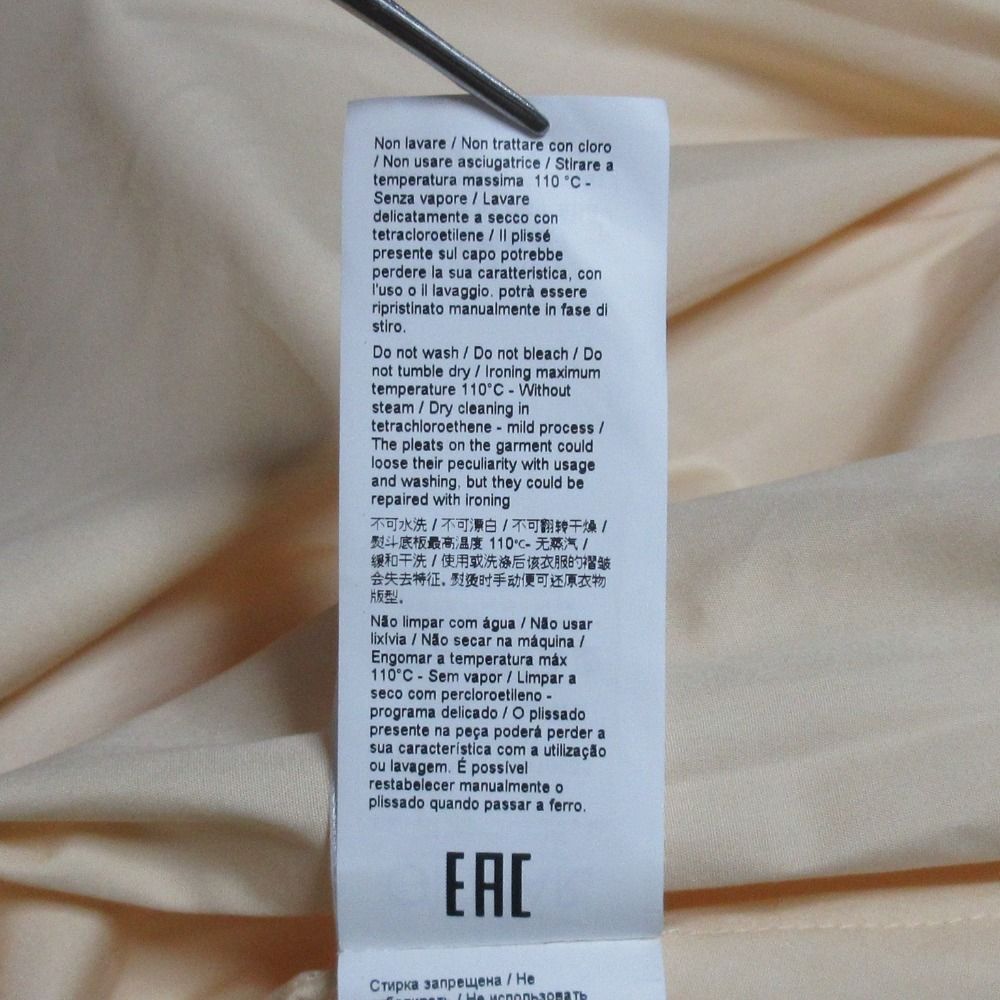 Non lavare / Non trattare con cloro
/ Non usare asciugatrice / Stirare a
temperatura massima 110 °C -
Senza vapore / Lavare
delicatamente a secco con
tetracloroetilene / Il plissé
presente sul capo potrebbe
perdere la sua caratteristica, con
l'uso o il lavaggio. potrà essere
ripristinato manualmente in fase di
stiro.
Do not wash / Do not bleach / Do
not tumble dry / Ironing maximum
temperature 110°C - Without
steam / Dry cleaning in
tetrachloroethene - mild process /
The pleats on the garment could
loose their peculiarity with usage
and washing, but they could be
repaired with ironing
不可水洗 / 不可漂白 / 不可翻转干燥 /
熨斗底板最高温度 110℃- 无蒸汽 /
缓和干洗 / 使用或洗涤后该衣服的褶皱
会失去特征。熨烫时手动便可还原衣物
版型。
Não limpar com água / Não usar
lixívia / Não secar na máquina /
Engomar a temperatura máx
110°C - Sem vapor / Limpar a
seco com percloroetileno -
programa delicado / O plissado
presente na peça poderá perder a
sua característica com a utilização
ou lavagem. É possível
restabelecer manualmente o
plissado quando passar a ferro.
EAC
Стирка запрещена / Не
отбеливать / Не использовать